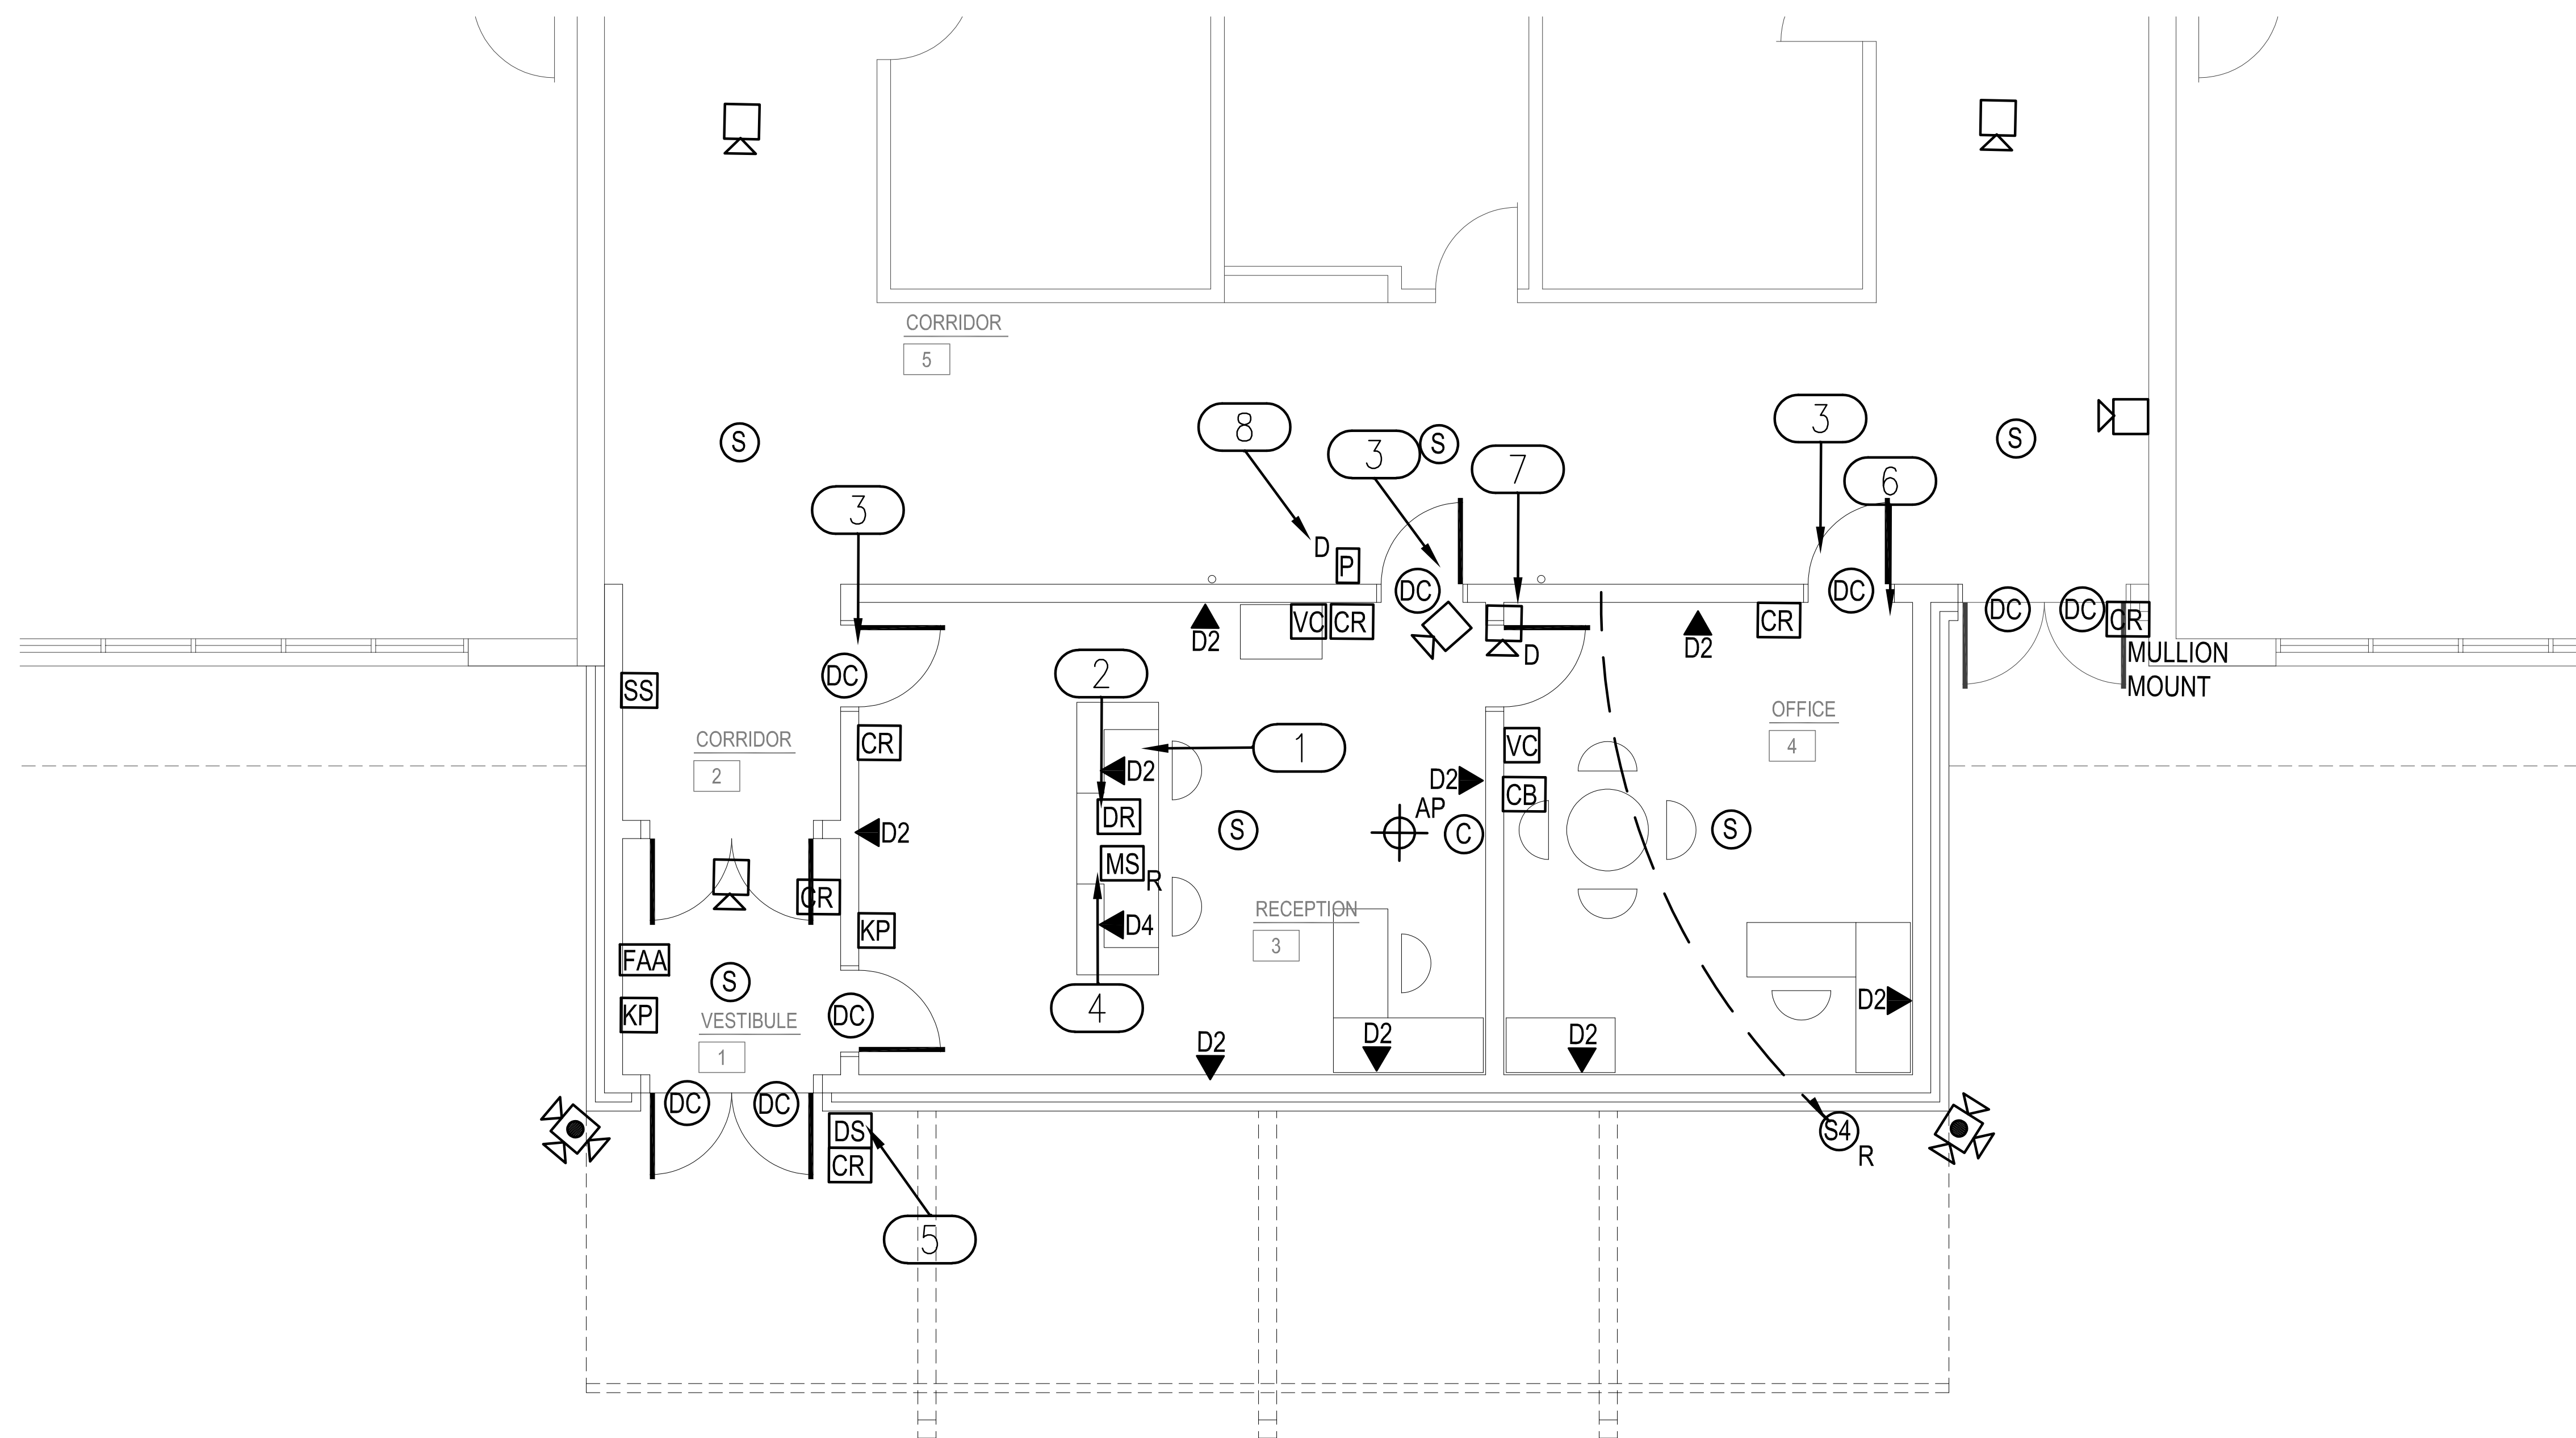 CORRIDOR
5
8
3
S
7
3
6
S
S
3
D
P
DC
DC
DC
DC
CR
VC
CR
CR
D2
D2
D
MULLION
MOUNT
SS
DC
2
CR
1
VC
OFFICE
4
CORRIDOR
2
D2
D2
CB
DR
AP
D2
S
C
S
MS
R
CR
KP
D4
RECEPTION
3
FAA
S
KP
VESTIBULE
1
DC
4
D2
D2
D2
D2
DC
DC
DS
CR
S4
R
5